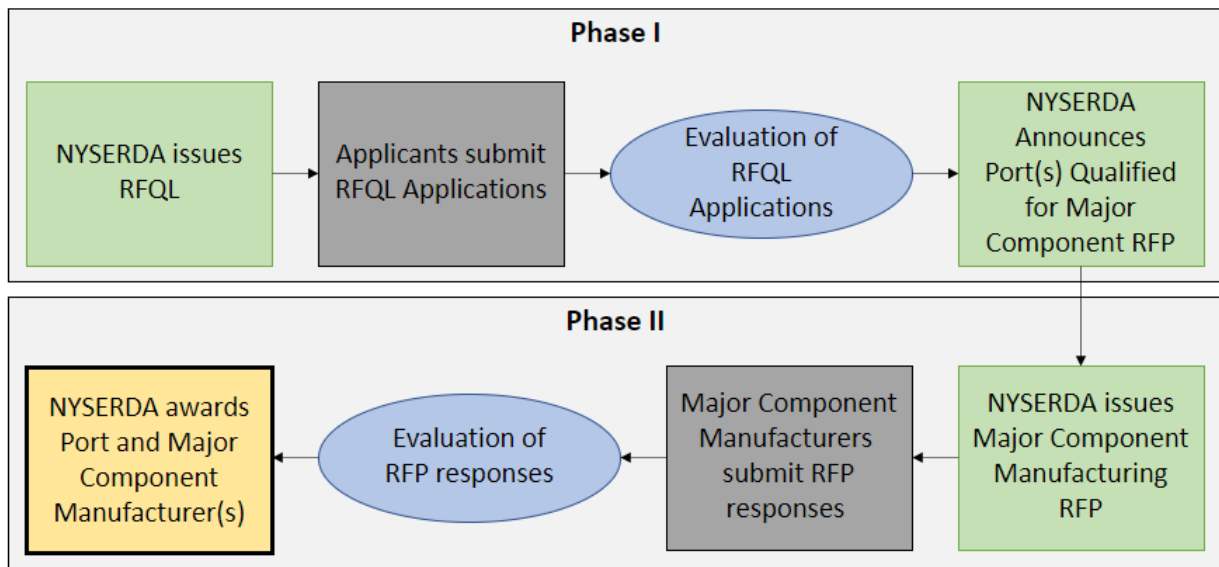 Phase I
NYSERDA issues
RFQL
Applicants submit
RFQL Applications
Evaluation of
RFQL
Applications
NYSERDA
Announces
Port(s) Qualified
for Major
Component RFP
Phase II
NYSERDA issues
Major Component
Manufacturing
RFP
Major Component
Manufacturers
submit RFP
responses
Evaluation of
RFP responses
NYSERDA awards
Port and Major
Component
Manufacturer(s)